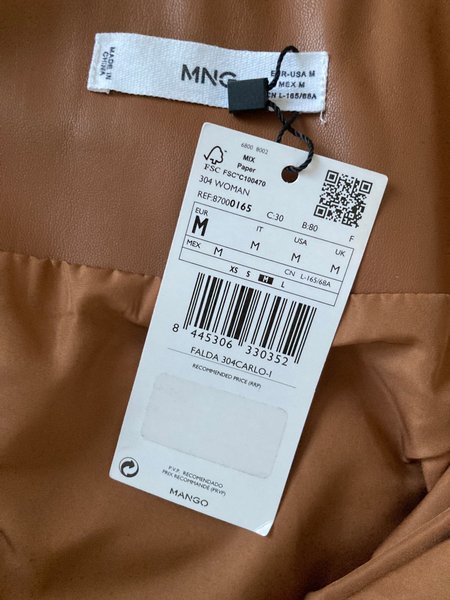 MADE IN
CHINA
MNG
EUR-USA M
MEX M
CN L-165/68A
6800 8002
MIX
Paper
FSC FSC®C100470
304 WOMAN
REF:87000165 C:30 B:80 F
EUR IT USA UK
M M M M
MEX M CN L-165/68A
XS S M L
8 445306 330352
FALDA 304CARLO-I
RECOMMENDED PRICE (RRP)
P.V.P. RECOMENDADO
PRIX RECOMMANDÉ (PRVP)
MANGO